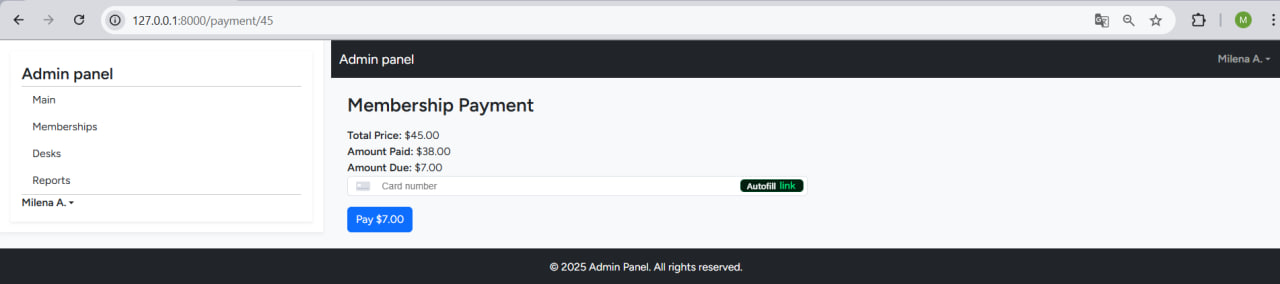 127.0.0.1:8000/payment/45
M
Admin panel
Main
Memberships
Desks
Reports
Milena A.
Admin panel
Milena A.
Membership Payment
Total Price: $45.00
Amount Paid: $38.00
Amount Due: $7.00
Card number
Autofill link
Pay $7.00
© 2025 Admin Panel. All rights reserved.